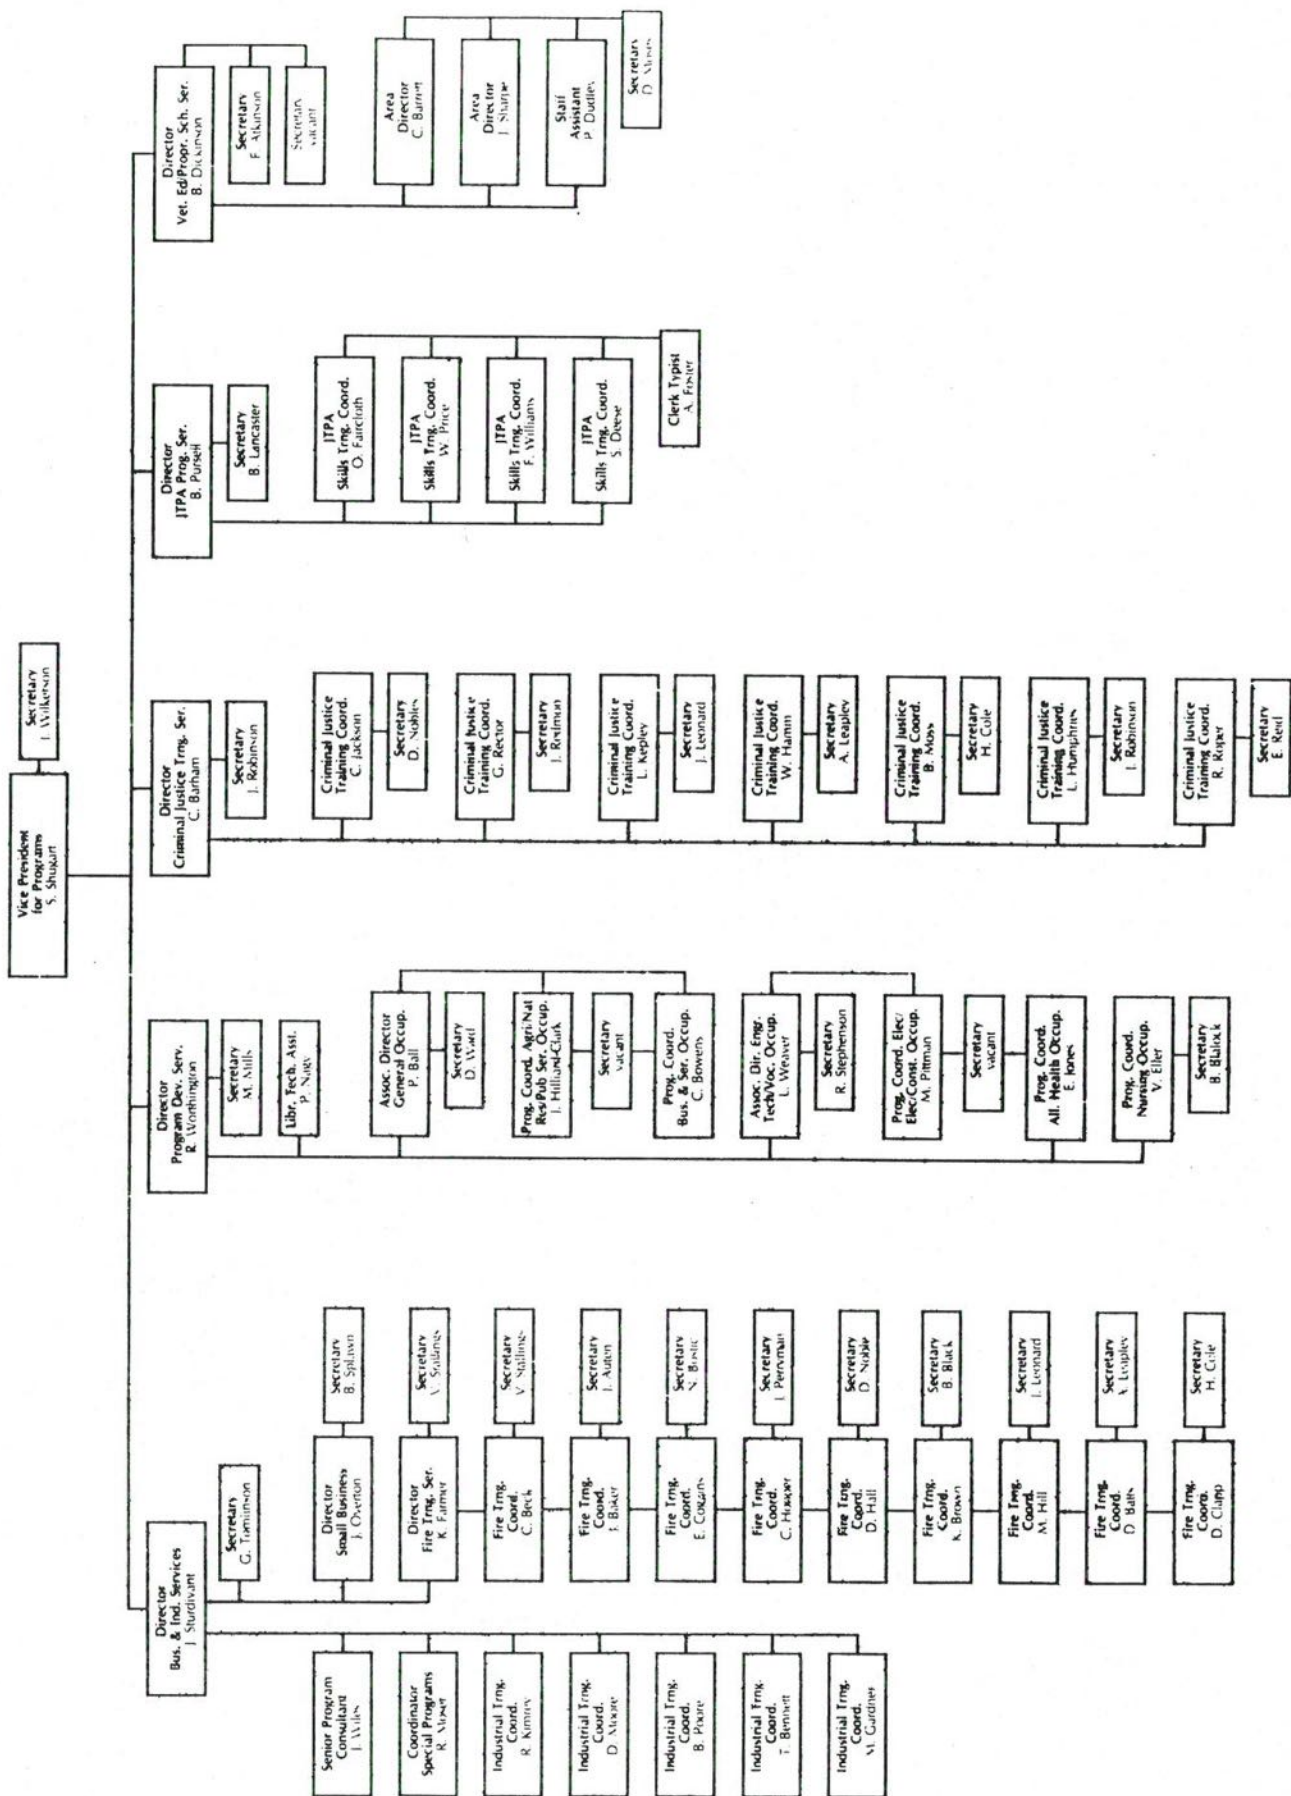 Vice President
for Programs
S. Shugart
Secretary
J. Wilkerson
Director
Bus. & Ind. Services
J. Sturdivant
Secretary
G. Tomlinson
Senior Program
Consultant
J. Wiles
Coordinator
Special Programs
R. Moser
Industrial Trng.
Coord.
R. Kimrey
Industrial Trng.
Coord.
D. Moore
Industrial Trng.
Coord.
B. Poore
Industrial Trng.
Coord.
T. Bennett
Industrial Trng.
Coord.
M. Gardner
Director
Small Business
J. Overton
Secretary
B. Splawn
Director
Fire Trng. Ser.
K. Farmer
Secretary
V. Stallings
Fire Trng.
Coord.
C. Beck
Secretary
V. Stallings
Fire Trng.
Coord.
J. Baker
Secretary
J. Auten
Fire Trng.
Coord.
E.
Secretary
N. Bostic
Fire Trng.
Coord.
C. Hooper
Secretary
J. Perryman
Fire Trng.
Coord.
D. Hall
Secretary
D. Noble
Fire Trng.
Coord.
K. Brown
Secretary
B. Black
Fire Trng.
Coord.
M. Hill
Secretary
J. Leonard
Fire Trng.
Coord.
D. Batts
Secretary
A. Leapley
Fire Trng.
Coord.
D. Clapp
Secretary
H. Cole
Director
Program Dev. Serv.
R. Worthington
Secretary
M. Mills
Libr. Tech. Asst.
P. Nagy
Assoc. Director
General Occup.
P. Ball
Secretary
D. Ward
Prog. Coord. Agri/Nat
Res/Pub Ser. Occup.
J. Hilliard-Clark
Secretary
vacant
Prog. Coord.
Bus. & Ser. Occup.
C. Bowens
Assoc. Dir. Engr.
Tech/Voc. Occup.
L. Weaver
Secretary
R. Stephenson
Prog. Coord. Elec/
Elec/Const. Occup.
M. Pittman
Secretary
vacant
Prog. Coord.
All. Health Occup.
E. Jones
Prog. Coord.
Nursing Occup.
V. Eller
Secretary
B. Blalock
Director
Criminal Justice Trng. Ser.
C. Barham
Secretary
J. Robinson
Criminal Justice
Training Coord.
C. Jackson
Secretary
D. Nobles
Criminal Justice
Training Coord.
G. Rector
Secretary
J. Redmon
Criminal Justice
Training Coord.
L. Kepley
Secretary
J. Leonard
Criminal Justice
Training Coord.
W. Hamm
Secretary
A. Leapley
Criminal Justice
Training Coord.
B. Moss
Secretary
H. Cole
Criminal Justice
Training Coord.
L. Humphries
Secretary
J. Robinson
Criminal Justice
Training Coord.
R. Roper
Secretary
E. Reid
Director
JTPA Prog. Ser.
B. Pursell
Secretary
B. Lancaster
JTPA
Skills Trng. Coord.
O. Faircloth
JTPA
Skills Trng. Coord.
W. Price
JTPA
Skills Trng. Coord.
F. Williams
JTPA
Skills Trng. Coord.
S. Deese
Clerk Typist
A. Foster
Director
Vet. Ed/Propr. Sch. Ser.
B. Dickinson
Secretary
F. Atkinson
Secretary
vacant
Area
Director
C. Barrett
Area
Director
J. Sharpe
Staff
Assistant
P. Dudley
Secretary
D. Moses